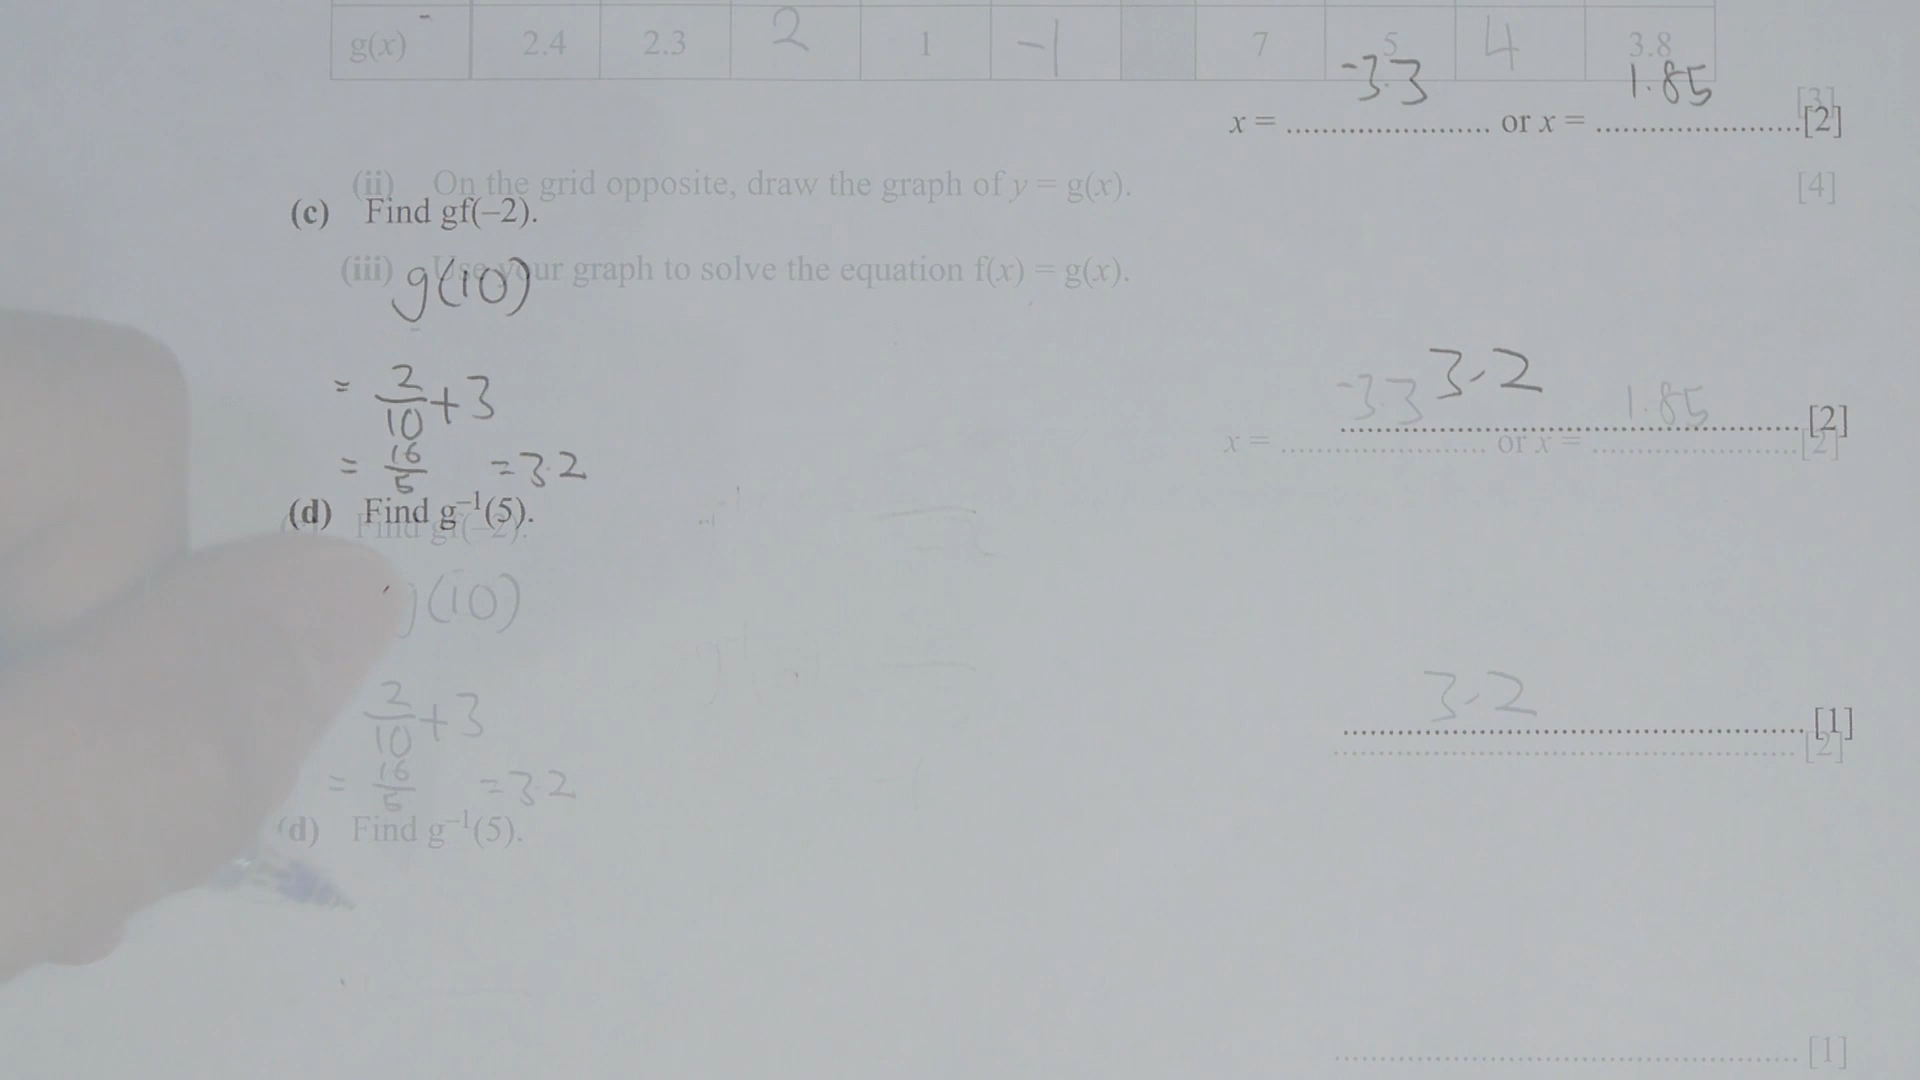 g(x) 2.4 2.3 2 1 -1 7 5 4 3.8
-3.3 1.85
x = ........ or x = ........ [3]
[2]
(ii) On the grid opposite, draw the graph of y = g(x). [4]
(c) Find gf(–2).
(iii) Use your graph to solve the equation f(x) = g(x).
g(10)
= 2/10 + 3
3.2
-3.3 1.85
........ [2]
x = ........ or x = ........ [2]
= 16/5 = 3.2
(d) Find g⁻¹(5).
Find gf(–2).
g(10)
2/10 + 3
3.2
........ [1]
........ [2]
= 16/5 = 3.2
(d) Find g⁻¹(5).
........ [1]